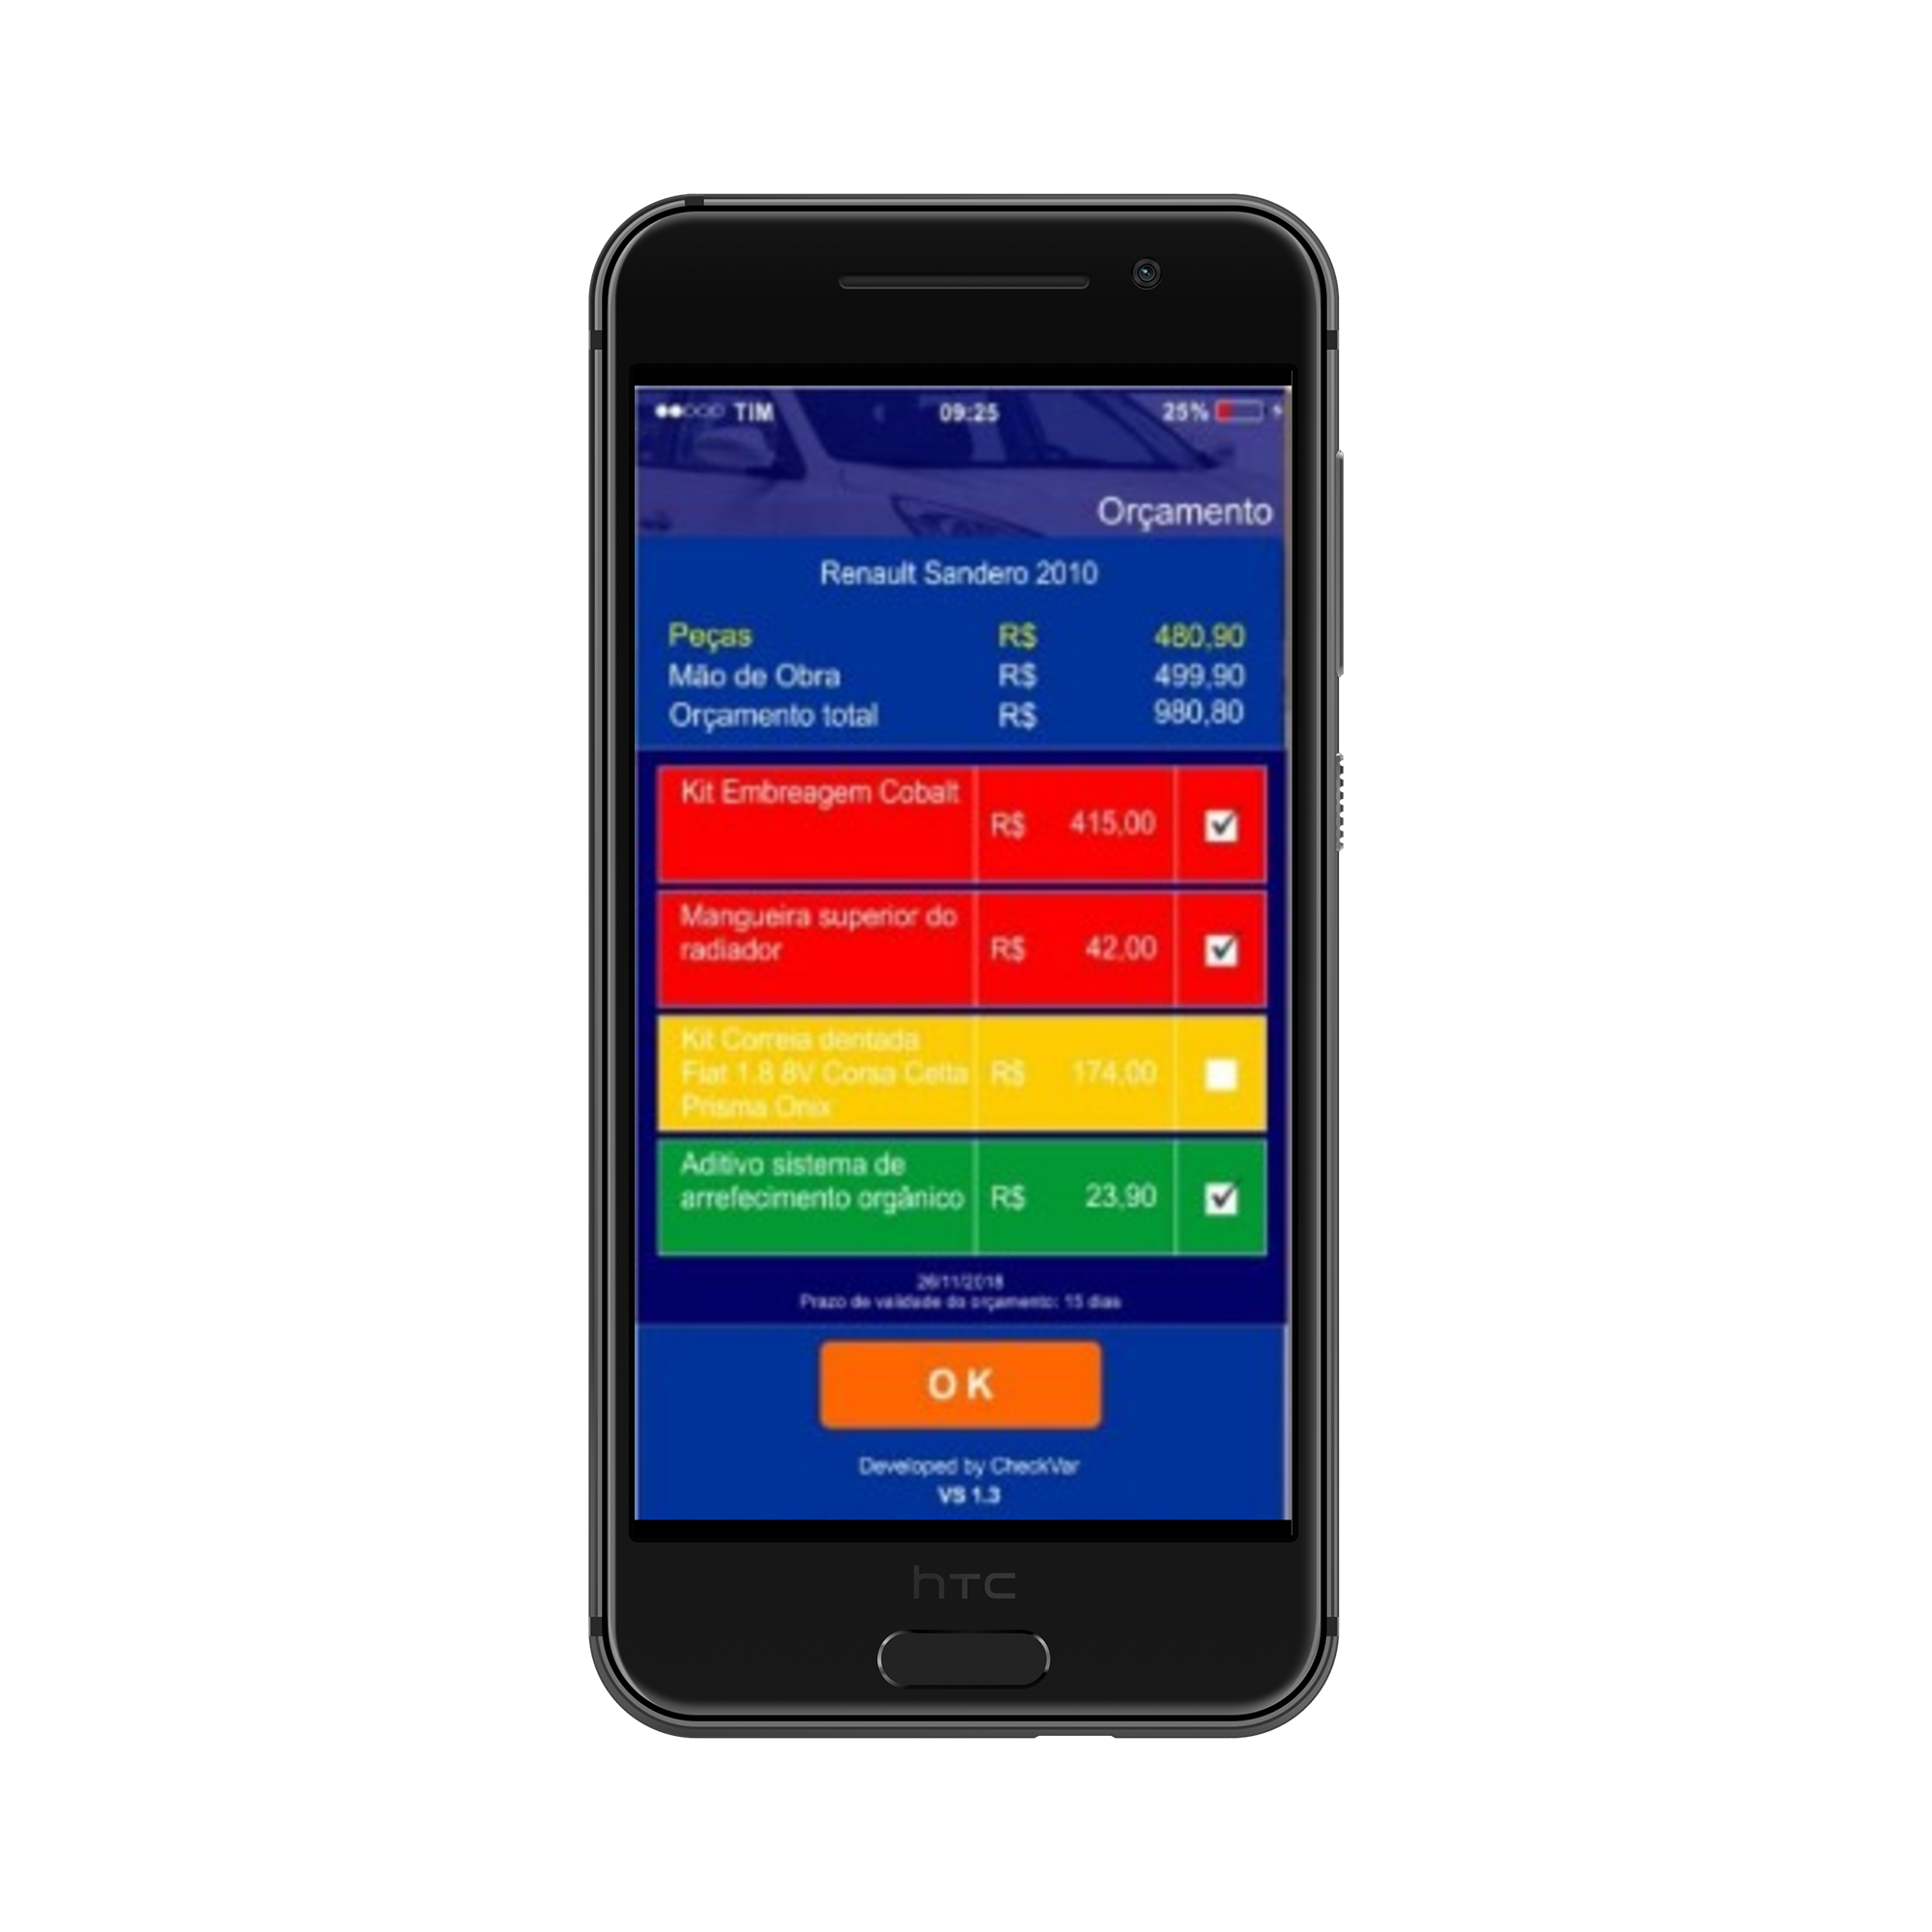 TIM 09:25 25%
Orçamento
Renault Sandero 2010
Peças R$ 480,90
Mão de Obra R$ 499,90
Orçamento total R$ 980,80
Kit Embreagem Cobalt R$ 415,00
Mangueira superior do
radiador R$ 42,00
Kit Correia dentada
Fiat 1.8 8V Corsa Celta R$ 174,00
Prisma Onix
Aditivo sistema de
arrefecimento orgânico R$ 23,90
26/11/2018
Prazo de validade do orçamento: 15 dias
OK
Developed by CheckVar
VS 1.3
hTC